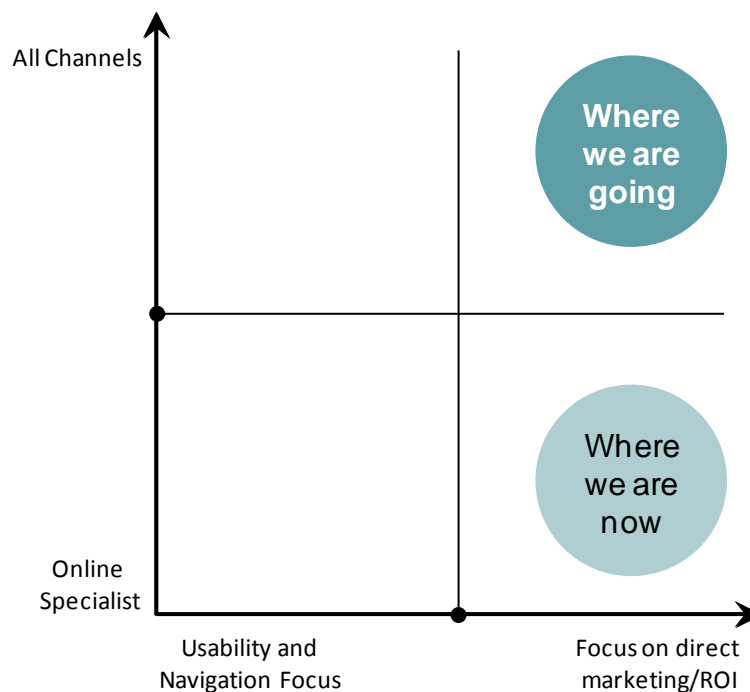 All Channels
Where
we are
going
Where
we are
now
Online
Specialist
Usability and
Navigation Focus
Focus on direct
marketing/ROI